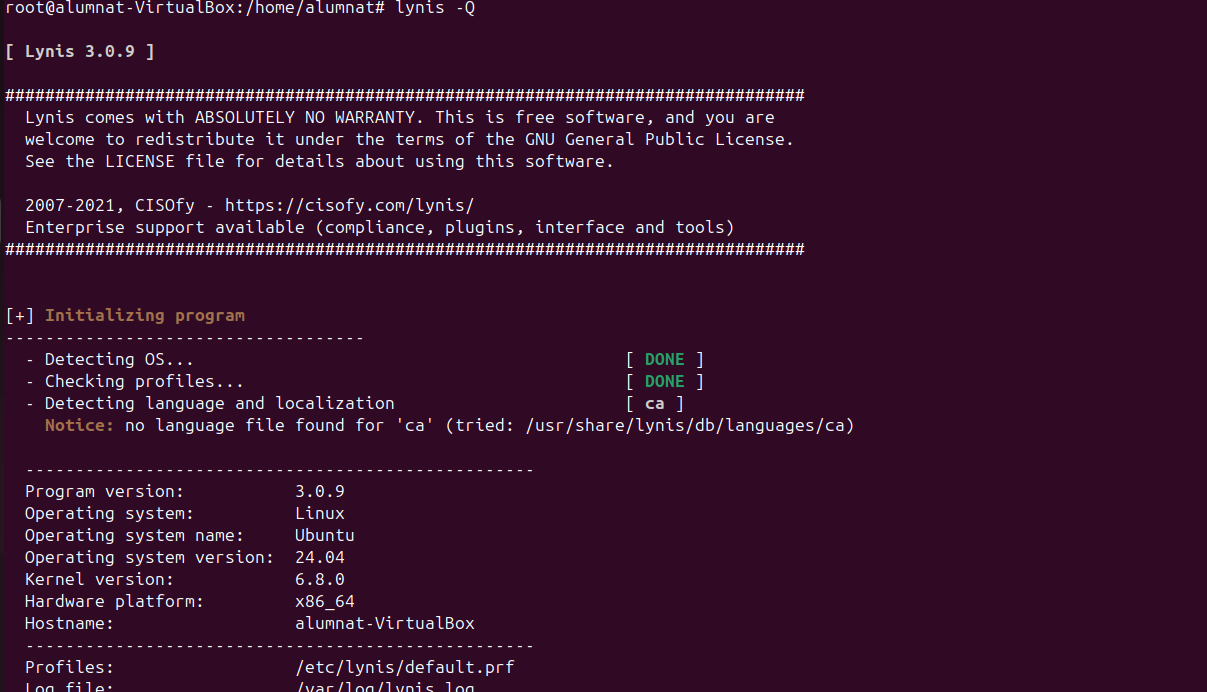 root@alumnat-VirtualBox:/home/alumnat# lynis -Q
[ Lynis 3.0.9 ]
################################################################################
Lynis comes with ABSOLUTELY NO WARRANTY. This is free software, and you are
welcome to redistribute it under the terms of the GNU General Public License.
See the LICENSE file for details about using this software.
2007-2021, CISOfy - https://cisofy.com/lynis/
Enterprise support available (compliance, plugins, interface and tools)
################################################################################
[+] Initializing program
------------------------------------
- Detecting OS... [ DONE ]
- Checking profiles... [ DONE ]
- Detecting language and localization [ ca ]
Notice: no language file found for 'ca' (tried: /usr/share/lynis/db/languages/ca)
---------------------------------------------------
Program version: 3.0.9
Operating system: Linux
Operating system name: Ubuntu
Operating system version: 24.04
Kernel version: 6.8.0
Hardware platform: x86_64
Hostname: alumnat-VirtualBox
---------------------------------------------------
Profiles: /etc/lynis/default.prf
Log file: /var/log/lynis.log